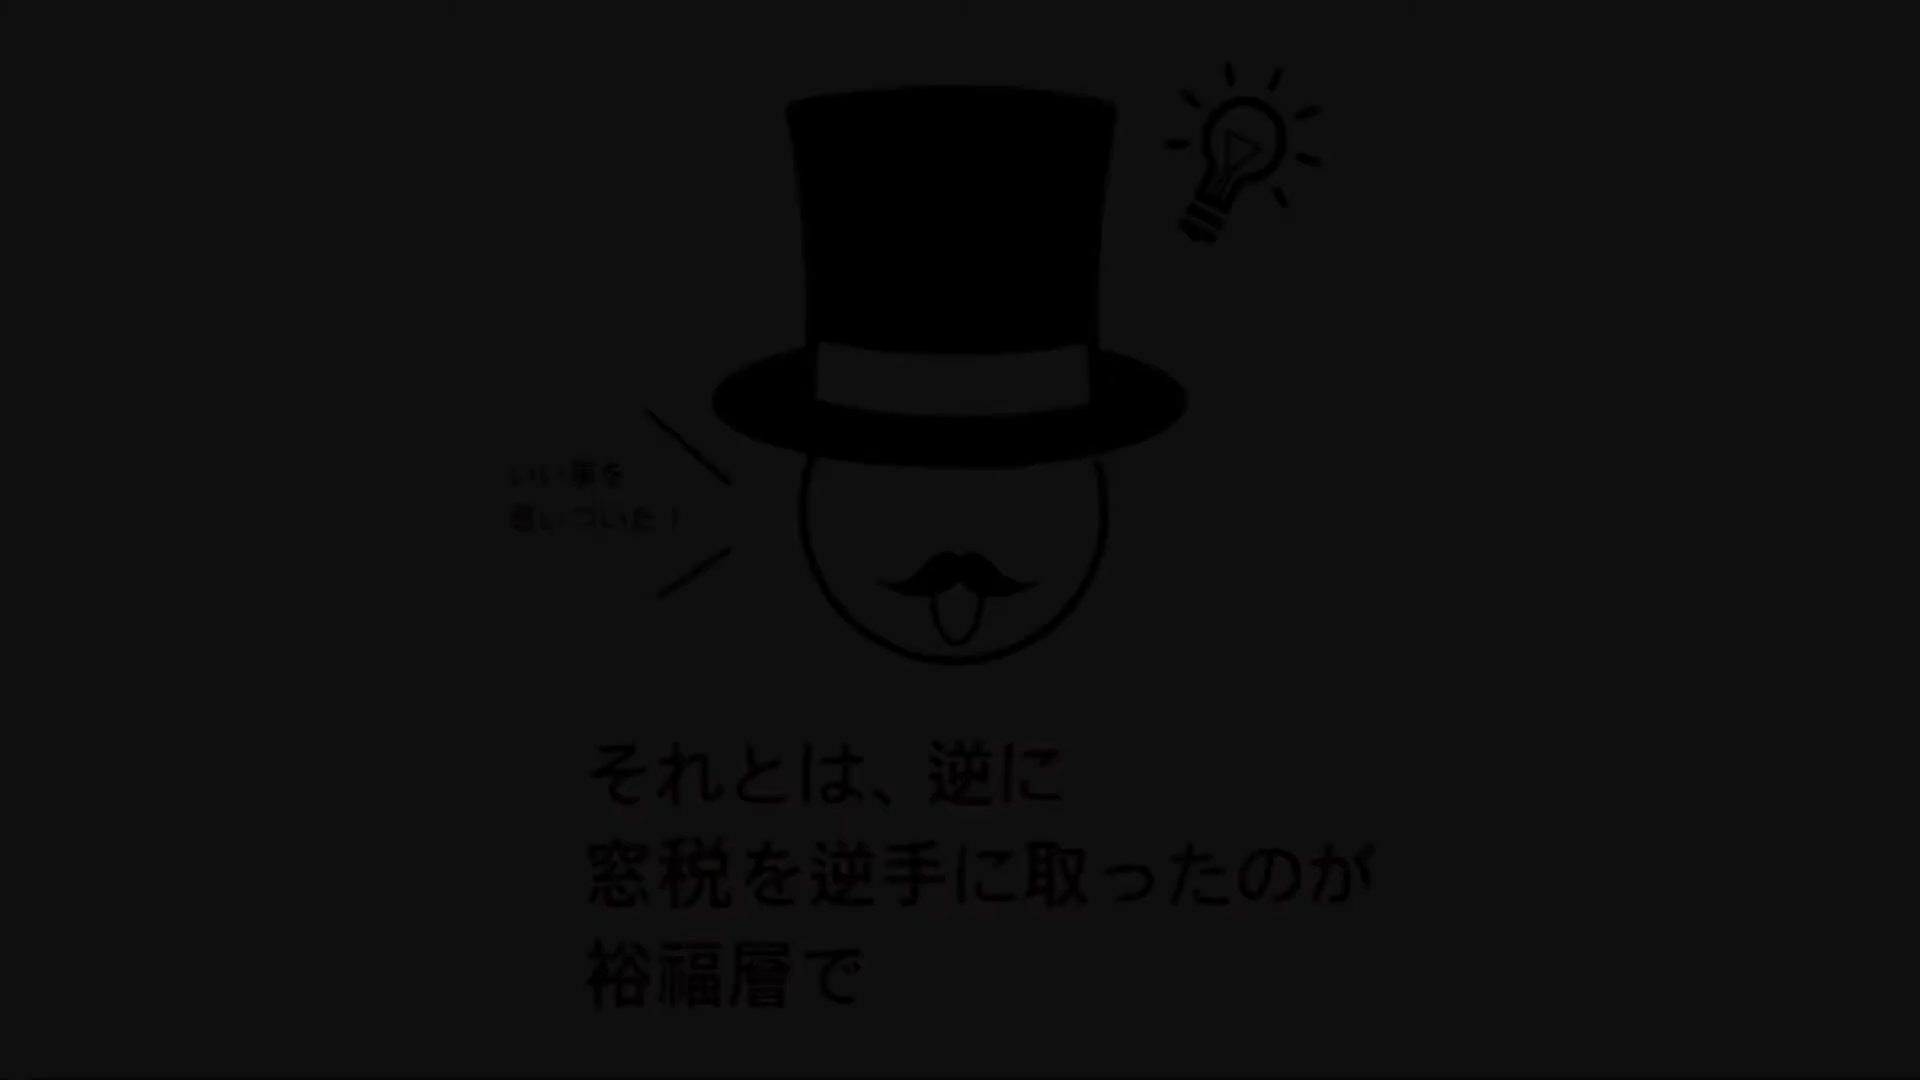 いい事を
思いついた！
それとは、逆に
窓税を逆手に取ったのが
裕福層で